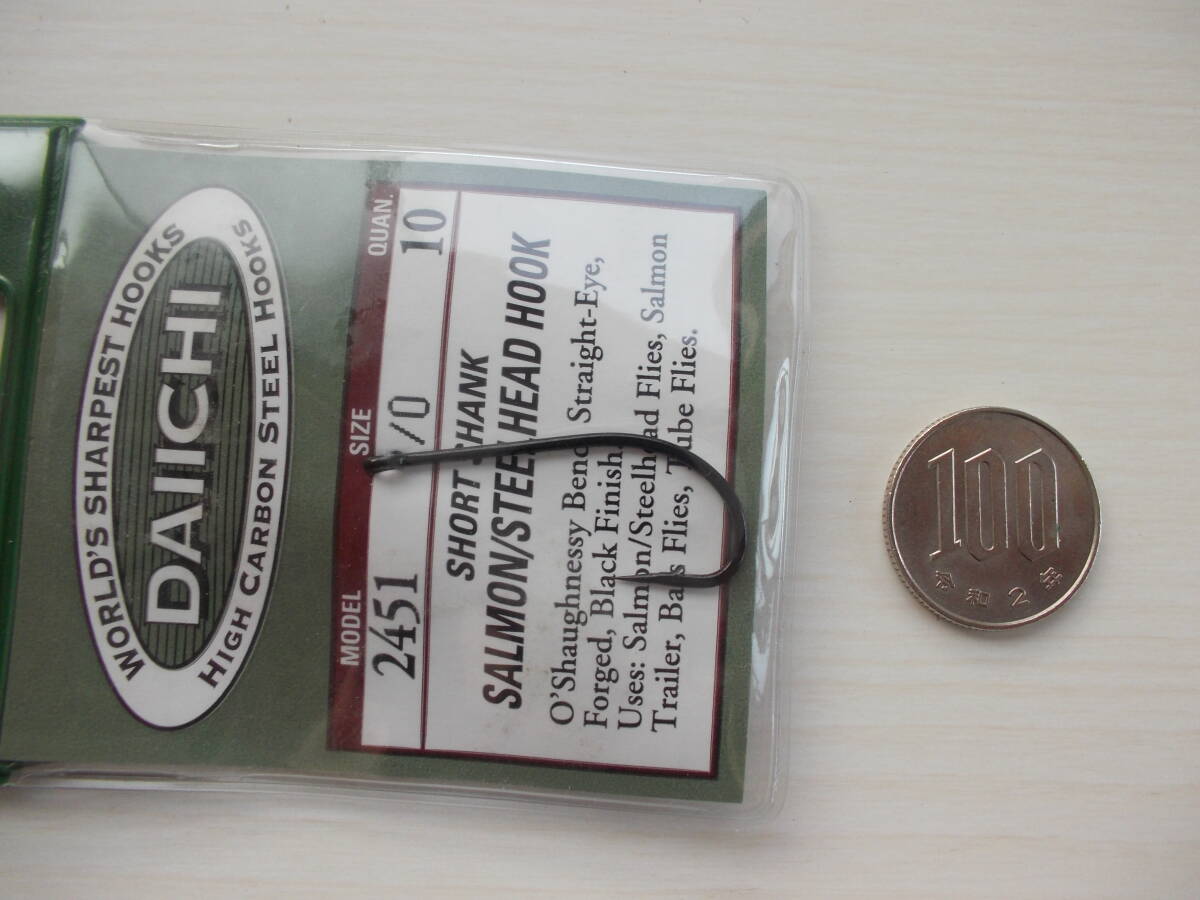 WORLD'S SHARPEST HOOKS
DAIICHI
HIGH CARBON STEEL HOOKS
MODEL SIZE QUAN.
2451 /0 10
SHORT SHANK
SALMON/STEELHEAD HOOK
O'Shaughnessy Bend, Straight-Eye,
Forged, Black Finish.
Uses: Salmon/Steelhead Flies, Salmon
Trailer, Bass Flies, Tube Flies.
100
令和2年